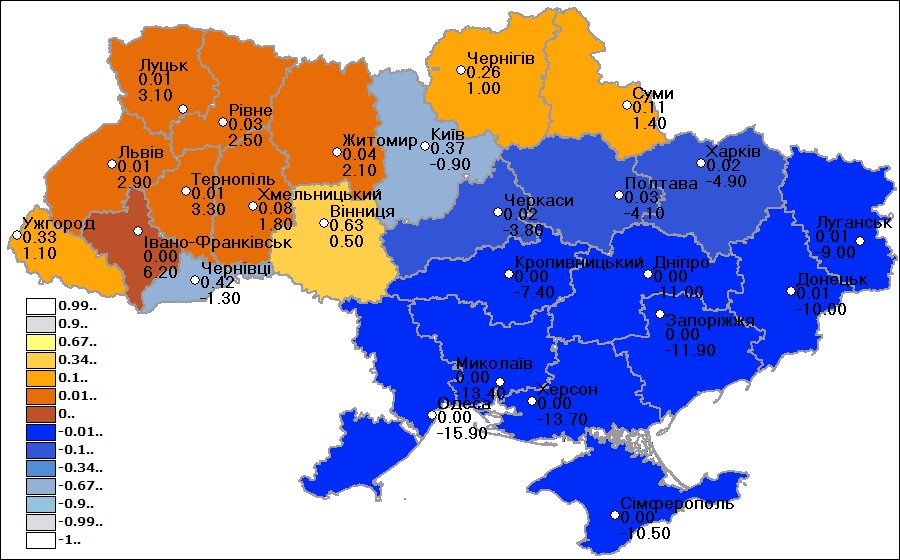 Луцьк
0.01
3.10
Рівне
0.03
2.50
Житомир
0.04
2.10
Київ
0.37
-0.90
Чернігів
0.26
1.00
Суми
0.11
1.40
Львів
0.01
2.90
Тернопіль
0.01
3.30
Хмельницький
0.08
1.80
Вінниця
0.63
0.50
Черкаси
0.02
-3.80
Полтава
0.03
-4.10
Харків
0.02
-4.90
Луганськ
0.01
-9.00
Ужгород
0.33
1.10
Івано-Франківськ
0.00
6.20
Чернівці
0.42
-1.30
Кропивницький
0.00
-7.40
Дніпро
0.00
-11.00
Донецьк
0.01
-10.00
Запоріжжя
0.00
-11.90
Миколаїв
0.00
-13.40
Херсон
0.00
-13.70
Одеса
0.00
-15.90
Сімферополь
0.00
-10.50
0.99..
0.9..
0.67..
0.34..
0.1..
0.01..
0..
-0.01..
-0.1..
-0.34..
-0.67..
-0.9..
-0.99..
-1..